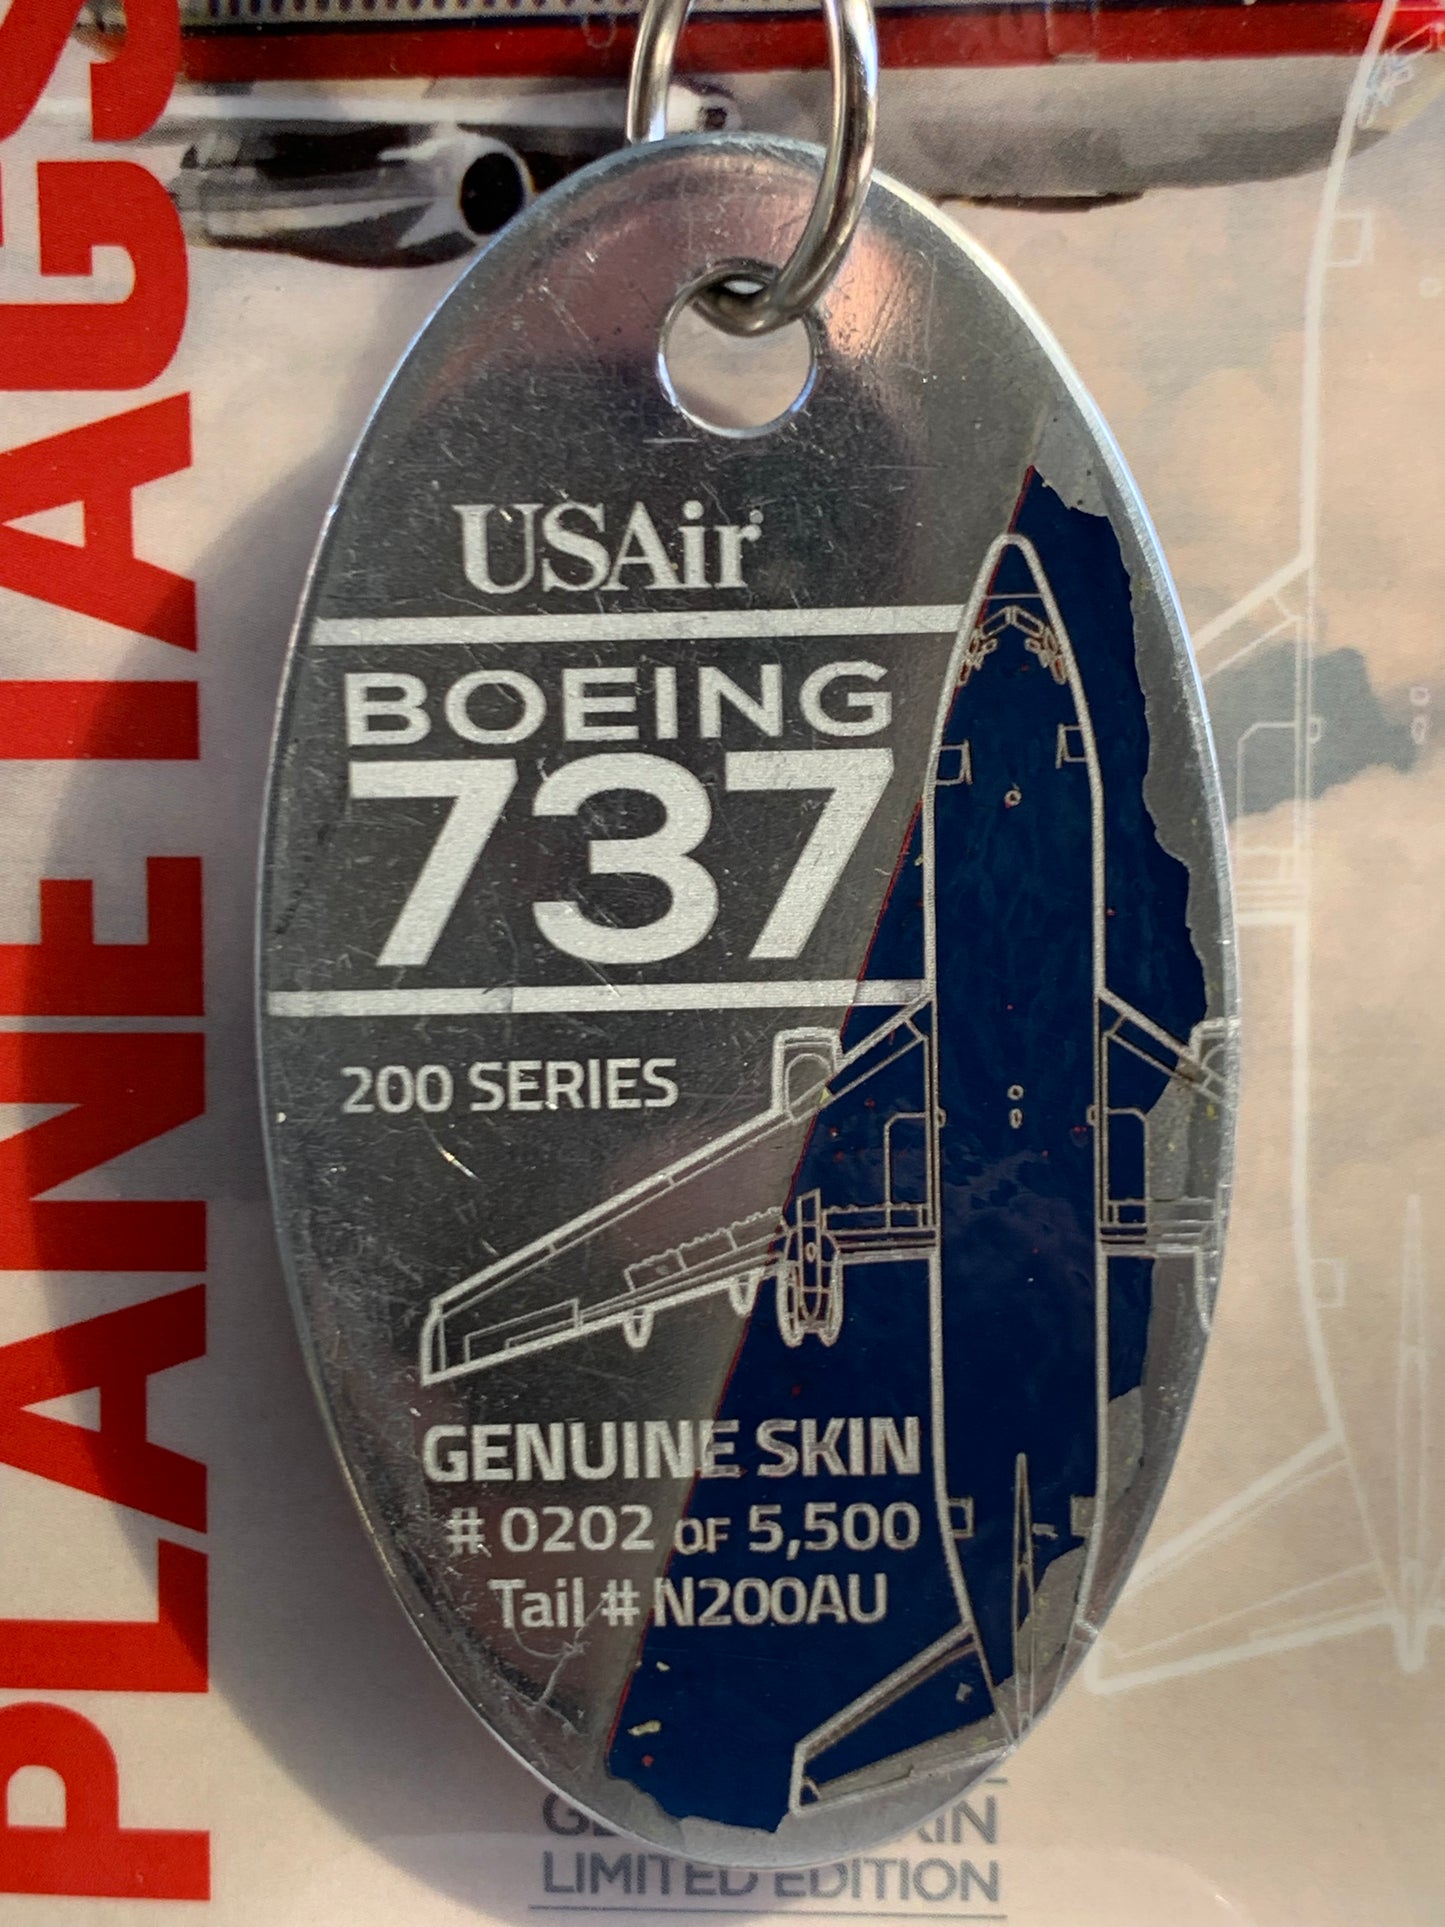 PLANETAGS
USAir
BOEING
737
200 SERIES
GENUINE SKIN
# 0202 OF 5,500
Tail # N200AU
LIMITED EDITION